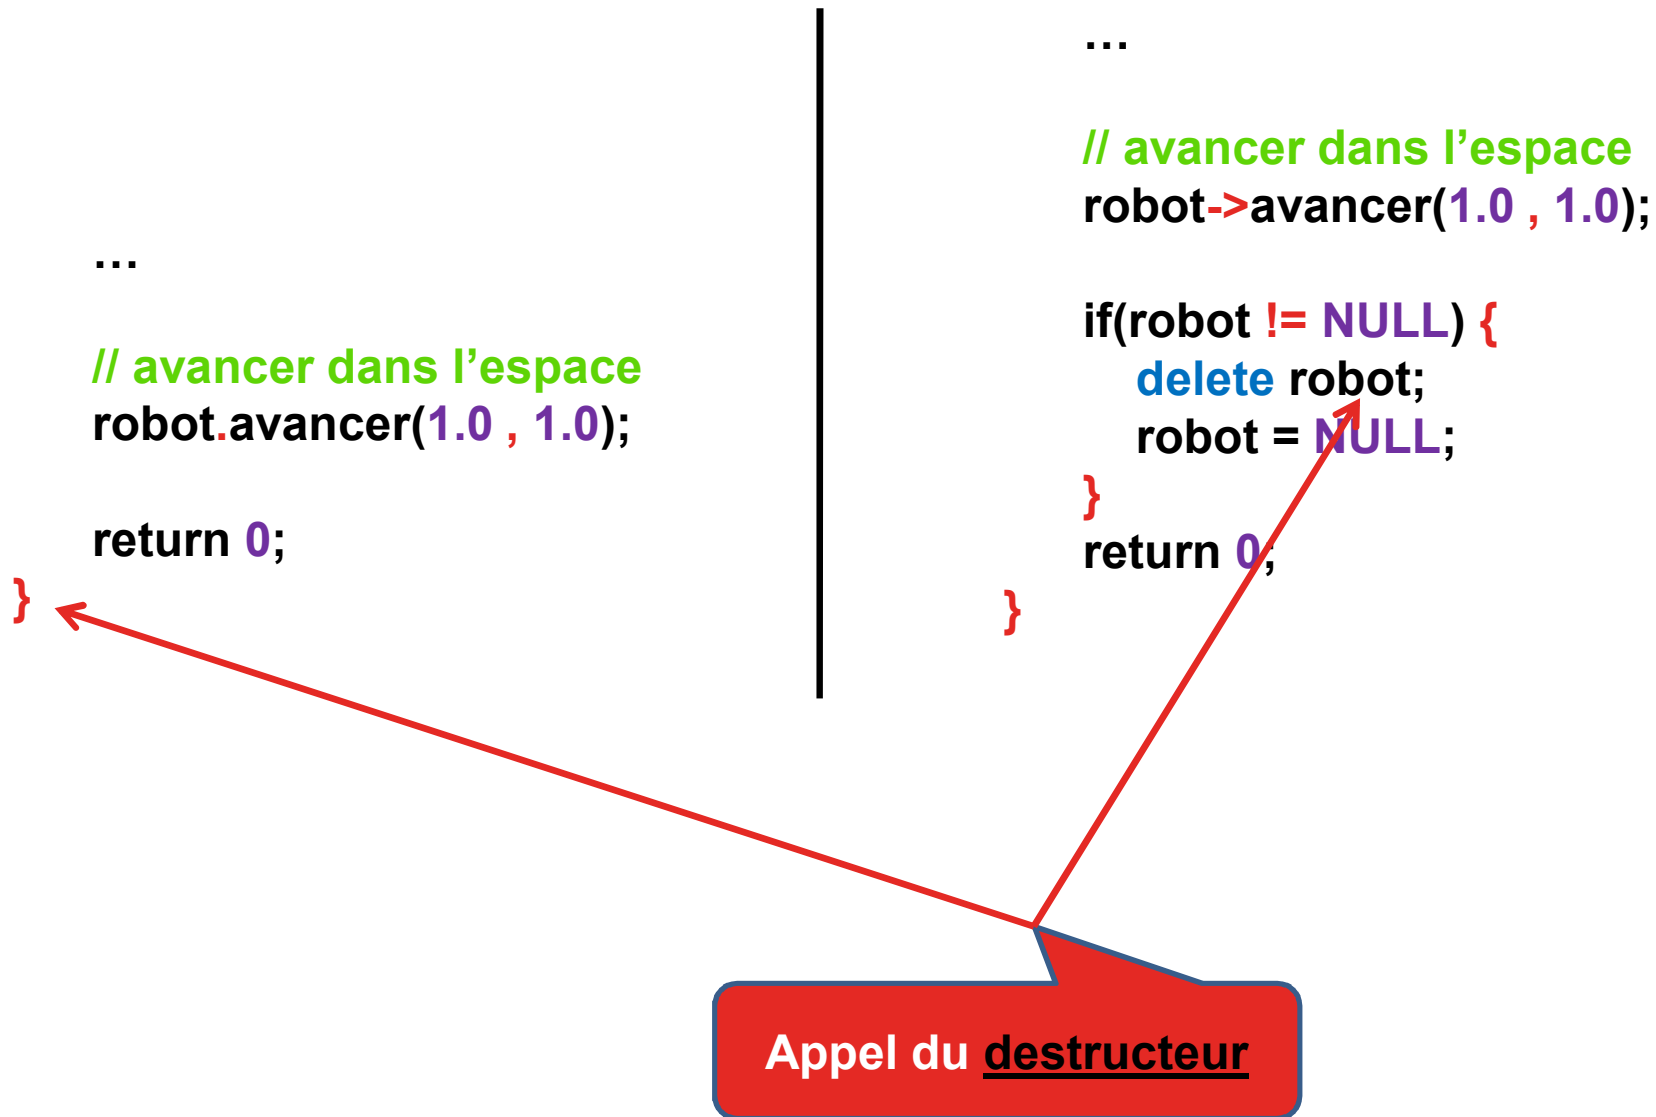 …
// avancer dans l’espace
robot.avancer(1.0 , 1.0);
return 0;
}
…
// avancer dans l’espace
robot->avancer(1.0 , 1.0);
if(robot != NULL) {
delete robot;
robot = NULL;
}
return 0;
}
Appel du destructeur